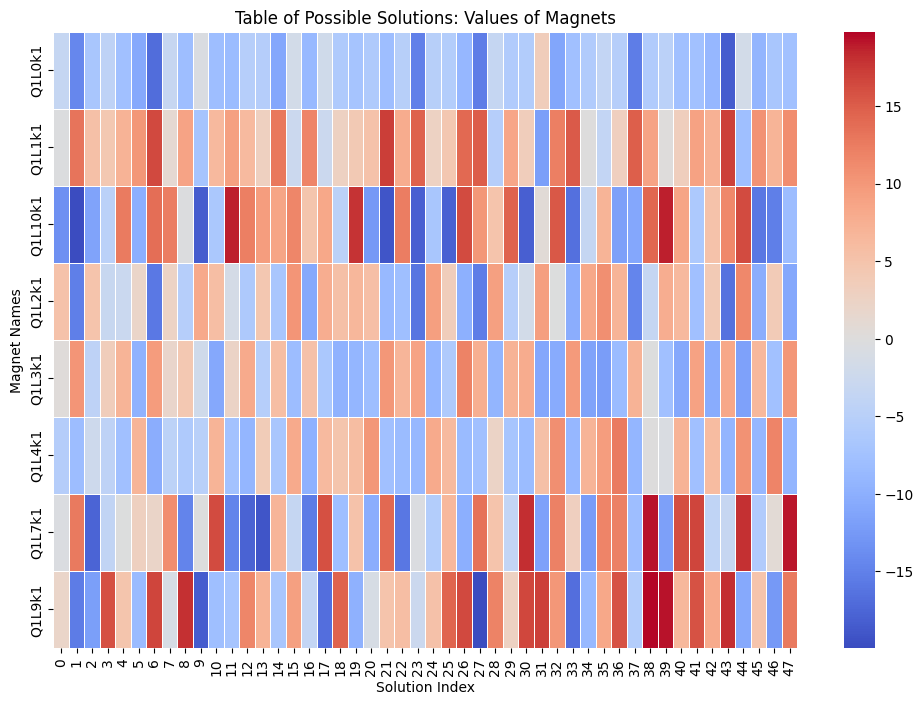 Table of Possible Solutions: Values of Magnets
Magnet Names
Q1L0k1
Q1L1k1
Q1L10k1
Q1L2k1
Q1L3k1
Q1L4k1
Q1L7k1
Q1L9k1
0 1 2 3 4 5 6 7 8 9 10 11 12 13 14 15 16 17 18 19 20 21 22 23 24 25 26 27 28 29 30 31 32 33 34 35 36 37 38 39 40 41 42 43 44 45 46 47
Solution Index
15
10
5
0
−5
−10
−15